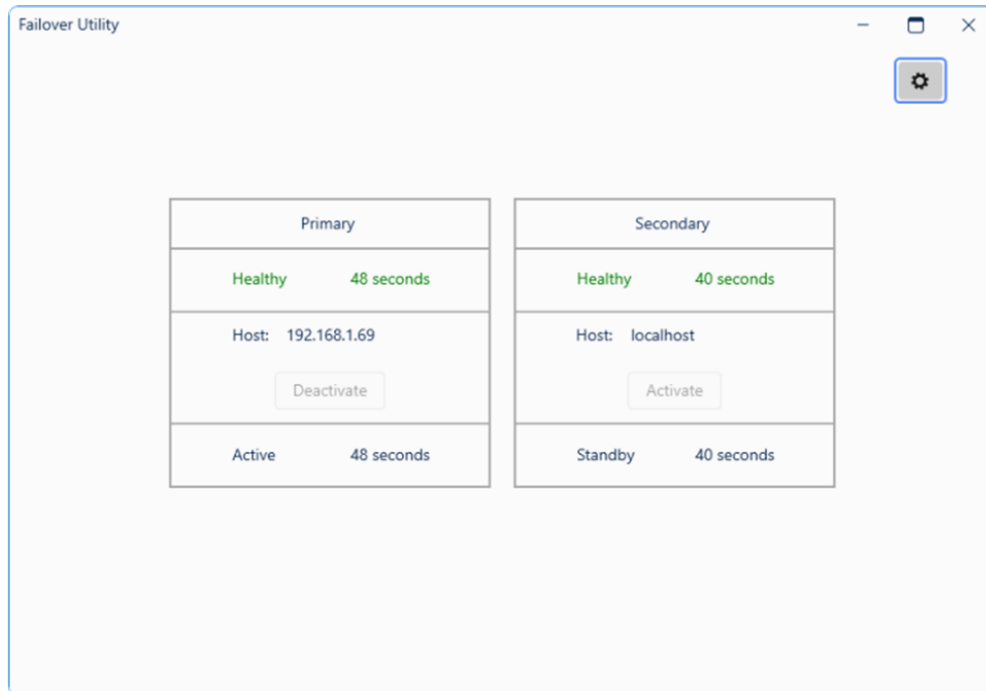 Failover Utility
Primary
Healthy 48 seconds
Host: 192.168.1.69
Deactivate
Active 48 seconds
Secondary
Healthy 40 seconds
Host: localhost
Activate
Standby 40 seconds